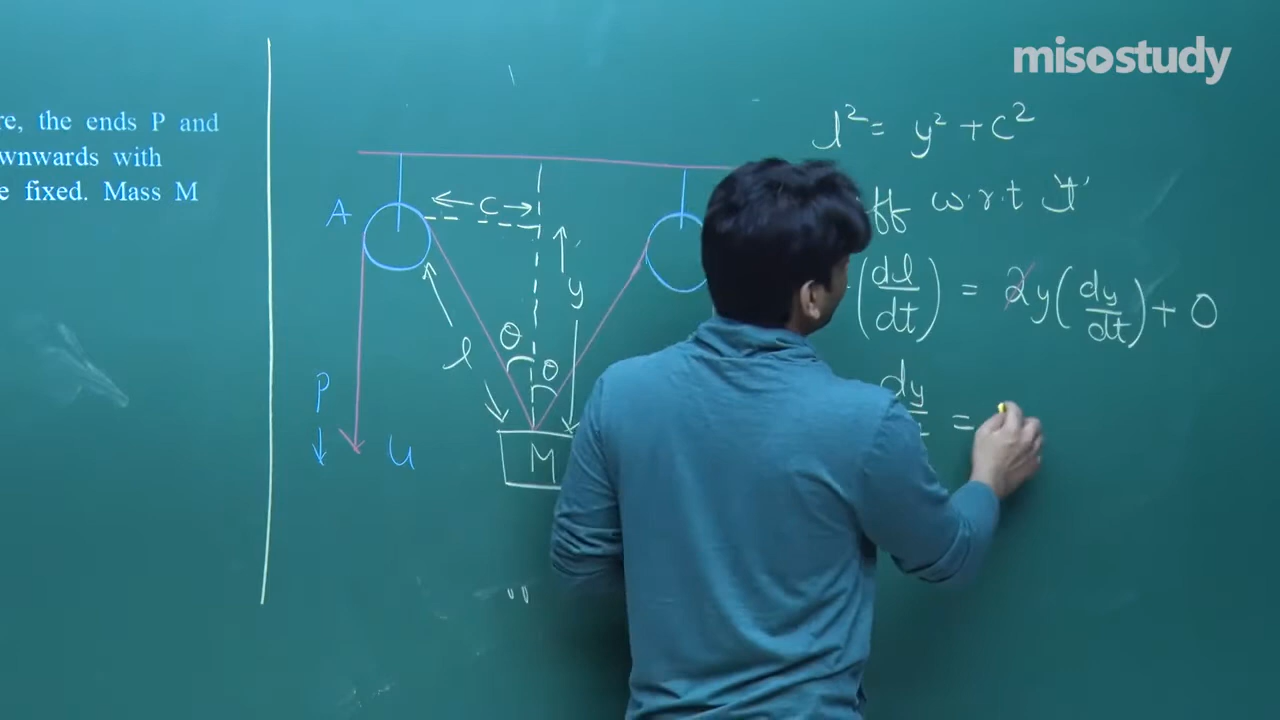 misostudy
re, the ends P and
wnwards with
e fixed. Mass M
A
C
y
l
θ
θ
P
U
M
l² = y² + C²
ff w.r.t 't'
(dl/dt) = 2y(dy/dt) + 0
dy
=